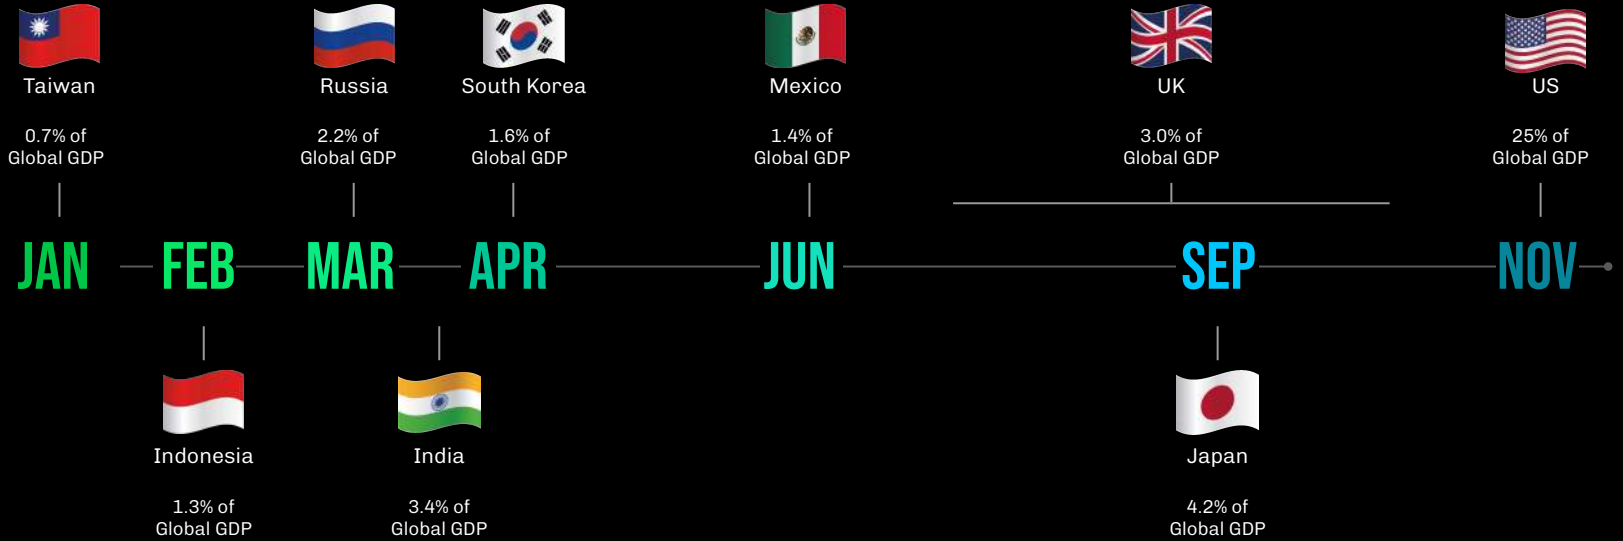 Taiwan
0.7% of
Global GDP
Russia
2.2% of
Global GDP
South Korea
1.6% of
Global GDP
Mexico
1.4% of
Global GDP
UK
3.0% of
Global GDP
US
25% of
Global GDP
JAN
FEB
MAR
APR
JUN
SEP
NOV
Indonesia
1.3% of
Global GDP
India
3.4% of
Global GDP
Japan
4.2% of
Global GDP